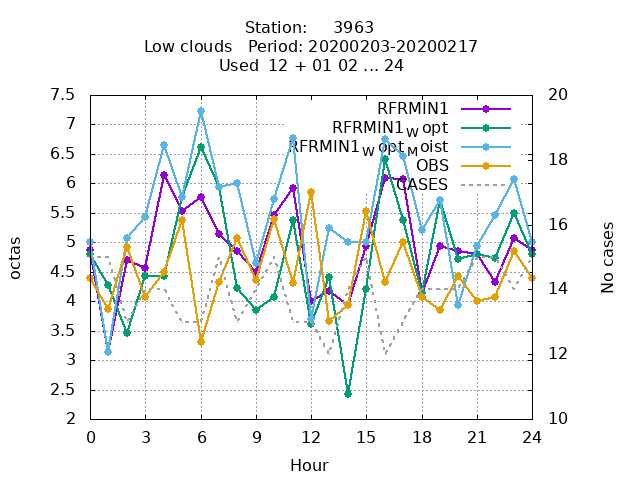 Station: 3963
Low clouds Period: 20200203-20200217
Used 12 + 01 02 ... 24
7.5
7
6.5
6
5.5
5
4.5
4
3.5
3
2.5
2
20
18
16
14
12
10
octas
No cases
RFRMIN1
RFRMIN1_W opt
RFRMIN1_W opt_M oist
OBS
CASES
0 3 6 9 12 15 18 21 24
Hour